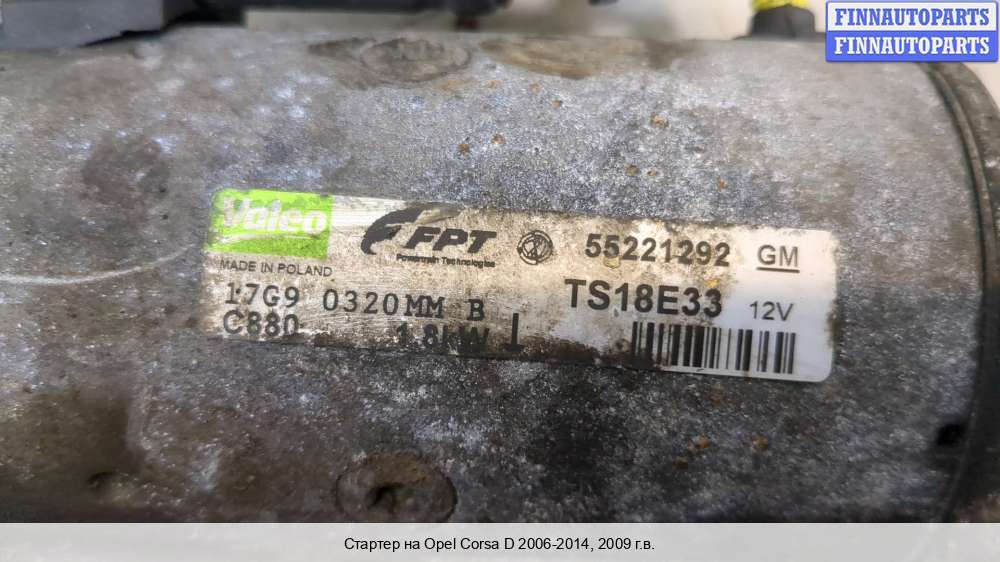 FINNAUTOPARTS
FINNAUTOPARTS
Valeo
FPT
Powertrain Technologies
55221292 GM
MADE IN POLAND
17G9 0320MM B
TS18E33 12V
C880 1.8kW
Стартер на Opel Corsa D 2006-2014, 2009 г.в.